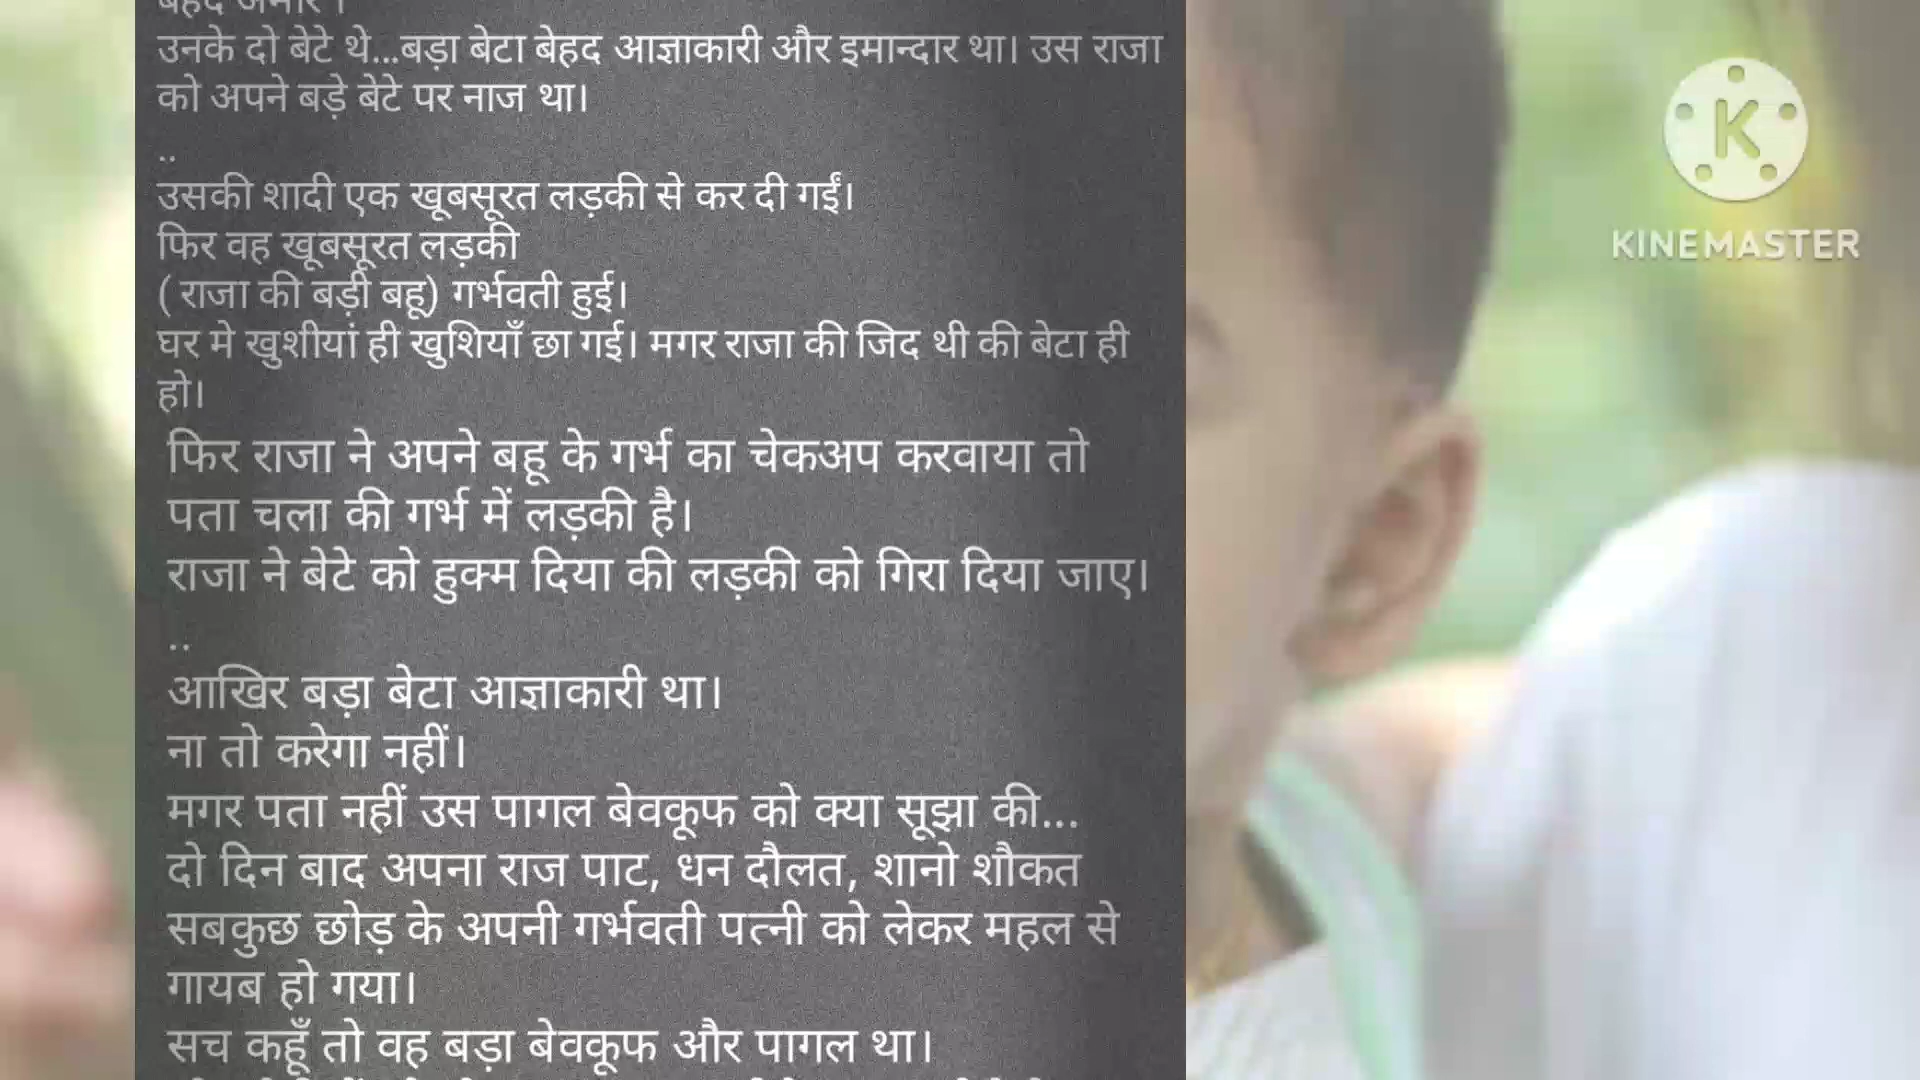 उनके दो बेटे थे...बड़ा बेटा बेहद आज्ञाकारी और इमान्दार था। उस राजा
को अपने बड़े बेटे पर नाज था।
..
उसकी शादी एक खूबसूरत लड़की से कर दी गईं।
फिर वह खूबसूरत लड़की
( राजा की बड़ी बहू) गर्भवती हुई।
घर मे खुशीयां ही खुशियाँ छा गई। मगर राजा की जिद थी की बेटा ही
हो।
फिर राजा ने अपने बहू के गर्भ का चेकअप करवाया तो
पता चला की गर्भ में लड़की है।
राजा ने बेटे को हुक्म दिया की लड़की को गिरा दिया जाए।
..
आखिर बड़ा बेटा आज्ञाकारी था।
ना तो करेगा नहीं।
मगर पता नहीं उस पागल बेवकूफ को क्या सूझा की...
दो दिन बाद अपना राज पाट, धन दौलत, शानो शौकत
सबकुछ छोड़ के अपनी गर्भवती पत्नी को लेकर महल से
गायब हो गया।
सच कहूँ तो वह बड़ा बेवकूफ और पागल था।
K
KINEMASTER